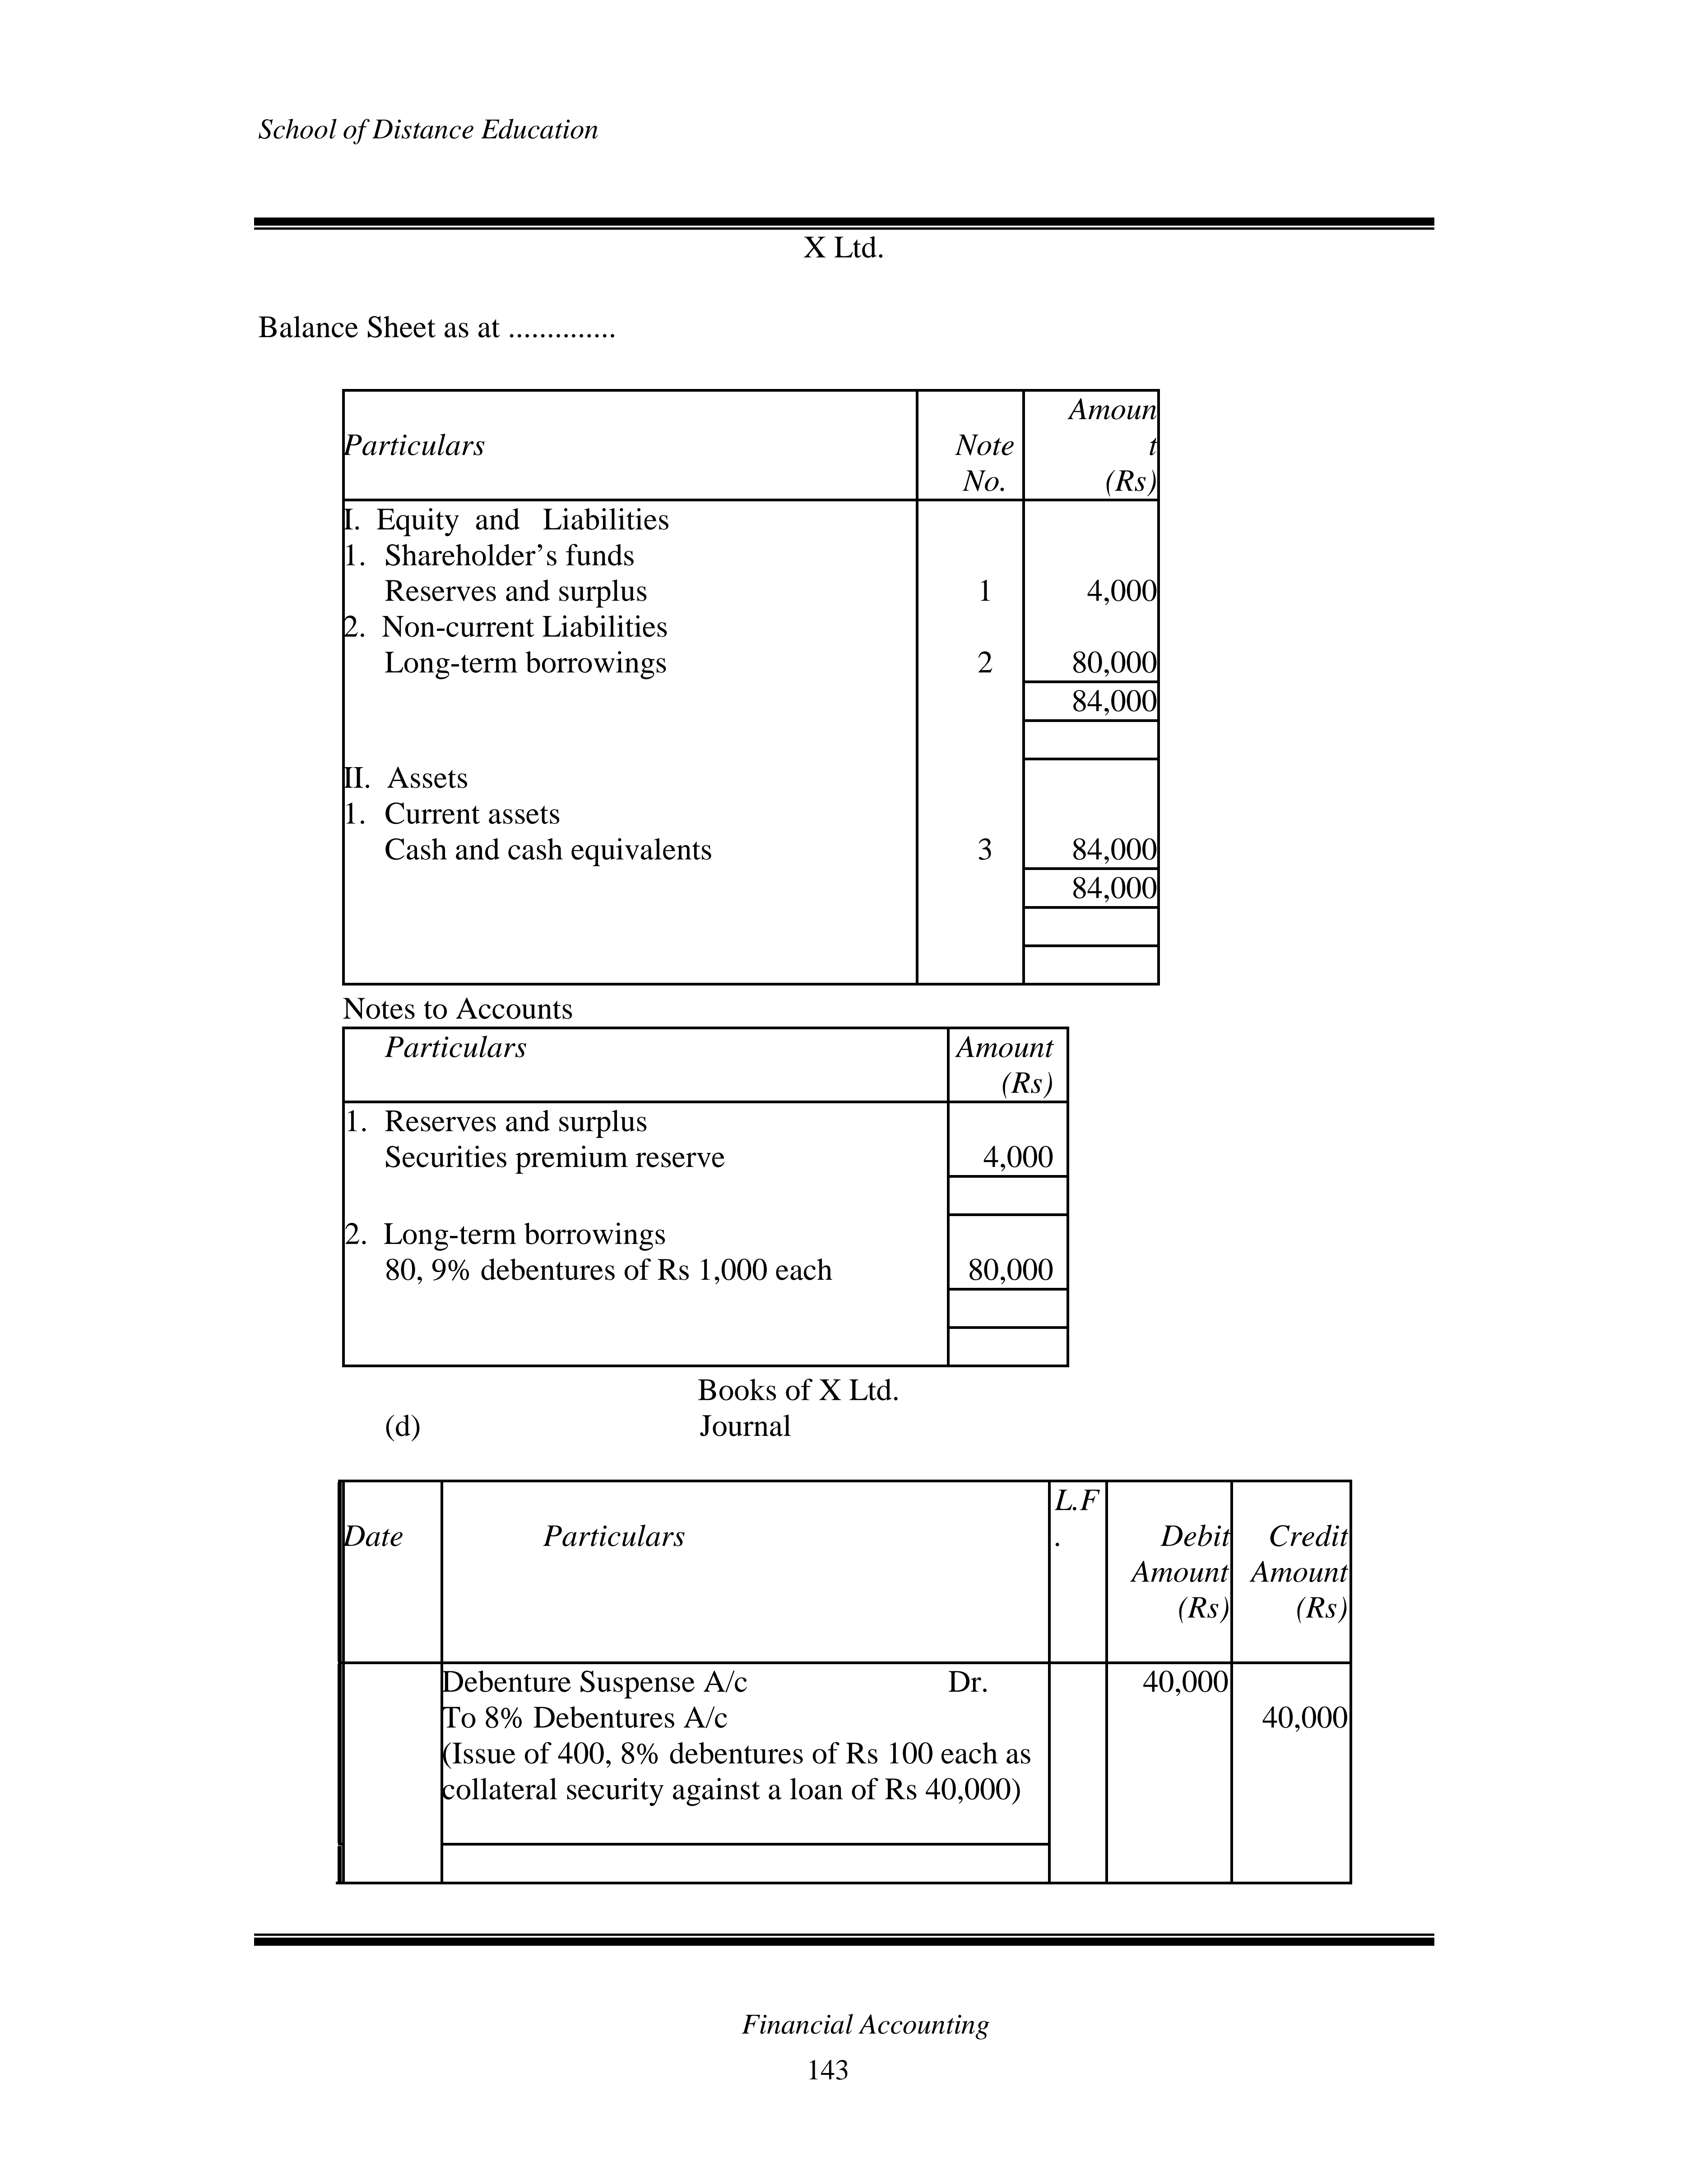 School of Distance Education
X Ltd.
Balance Sheet as at ..............
Amoun
Particulars Note t
No. (Rs)
I. Equity and Liabilities
1. Shareholder’s funds
Reserves and surplus 1 4,000
2. Non-current Liabilities
Long-term borrowings 2 80,000
84,000
II. Assets
1. Current assets
Cash and cash equivalents 3 84,000
84,000
Notes to Accounts
Particulars Amount
(Rs)
1. Reserves and surplus
Securities premium reserve 4,000
2. Long-term borrowings
80, 9% debentures of Rs 1,000 each 80,000
Books of X Ltd.
(d) Journal
L.F
Date Particulars . Debit Credit
Amount Amount
(Rs) (Rs)
Debenture Suspense A/c Dr. 40,000
To 8% Debentures A/c 40,000
(Issue of 400, 8% debentures of Rs 100 each as
collateral security against a loan of Rs 40,000)
Financial Accounting
143